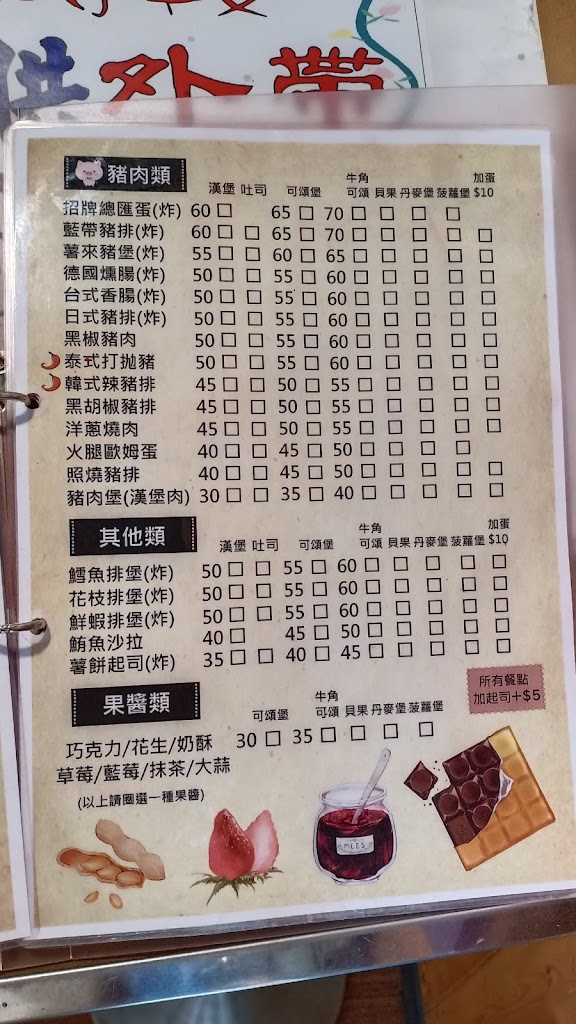 供外帶
豬肉類
漢堡 吐司 可頌堡 牛角可頌 貝果 丹麥堡 菠蘿堡 加蛋$10
招牌總匯蛋(炸) 60 □ 65 □ 70 □ □ □ □
藍帶豬排(炸) 60 □ □ 65 □ 70 □ □ □ □ □
薯來豬堡(炸) 55 □ □ 60 □ 65 □ □ □ □ □
德國燻腸(炸) 50 □ □ 55 □ 60 □ □ □ □ □
台式香腸(炸) 50 □ □ 55 □ 60 □ □ □ □ □
日式豬排(炸) 50 □ □ 55 □ 60 □ □ □ □ □
黑椒豬肉 50 □ □ 55 □ 60 □ □ □ □ □
泰式打拋豬 50 □ □ 55 □ 60 □ □ □ □ □
韓式辣豬排 45 □ □ 50 □ 55 □ □ □ □ □
黑胡椒豬排 45 □ □ 50 □ 55 □ □ □ □ □
洋蔥燒肉 45 □ □ 50 □ 55 □ □ □ □ □
火腿歐姆蛋 40 □ □ 45 □ 50 □ □ □ □
照燒豬排 40 □ □ 45 □ 50 □ □ □ □ □
豬肉堡(漢堡肉) 30 □ □ 35 □ 40 □ □ □ □ □
其他類
漢堡 吐司 可頌堡 牛角可頌 貝果 丹麥堡 菠蘿堡 加蛋$10
鱈魚排堡(炸) 50 □ □ 55 □ 60 □ □ □ □ □
花枝排堡(炸) 50 □ □ 55 □ 60 □ □ □ □ □
鮮蝦排堡(炸) 50 □ □ 55 □ 60 □ □ □ □ □
鮪魚沙拉 40 □ 45 □ 50 □ □ □ □ □
薯餅起司(炸) 35 □ □ 40 □ 45 □ □ □ □ □
所有餐點
加起司+$5
果醬類
可頌堡 牛角可頌 貝果 丹麥堡 菠蘿堡
巧克力/花生/奶酥 30 □ 35 □ □ □ □
草莓/藍莓/抹茶/大蒜
(以上請圈選一種果醬)
MEES